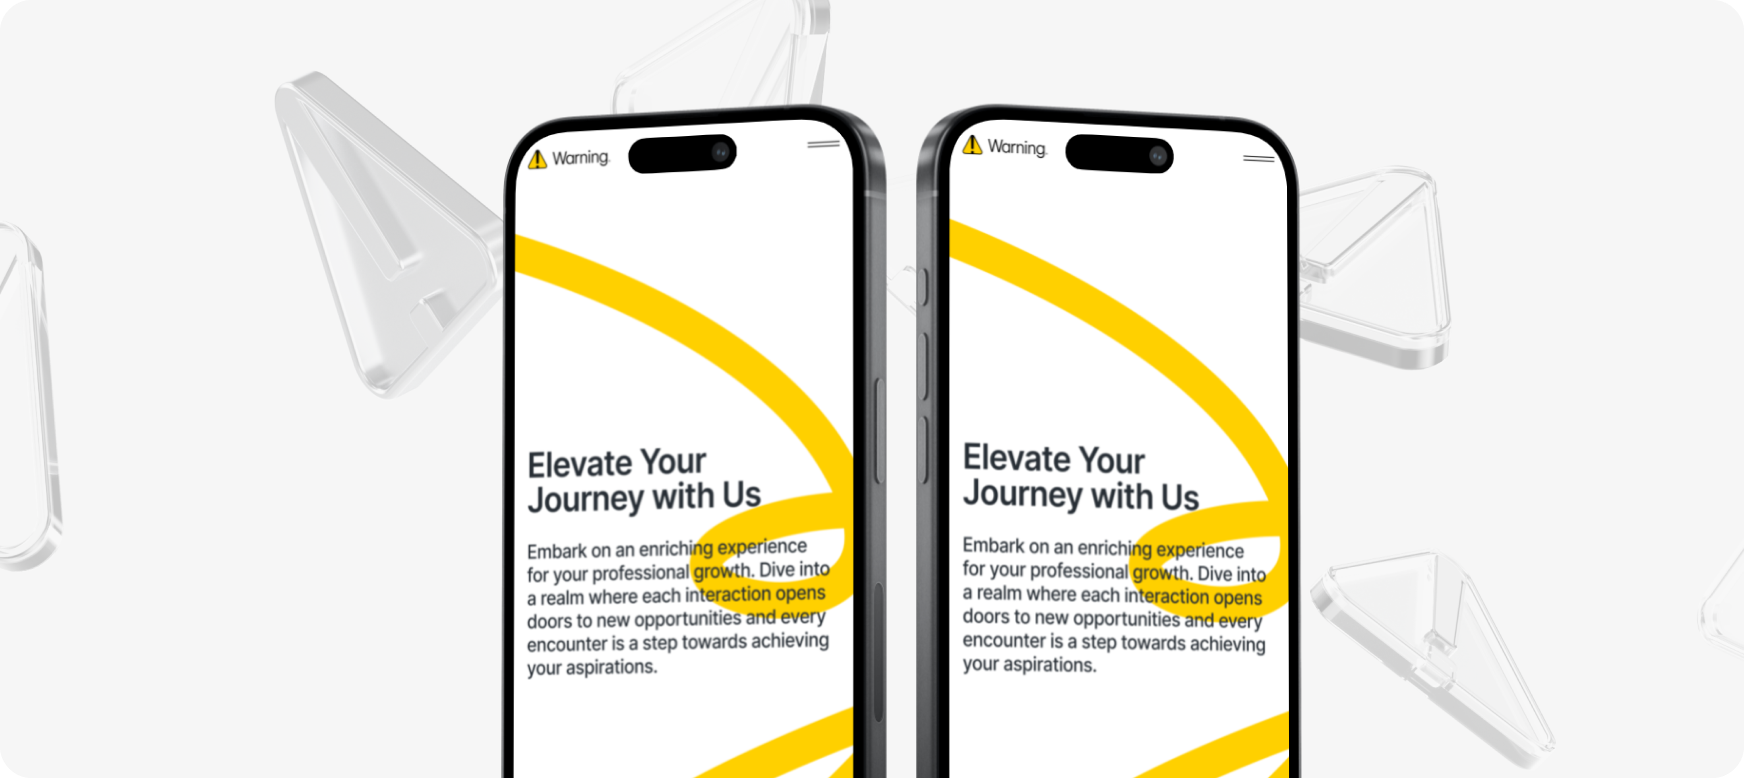 Warning.
Elevate Your
Journey with Us
Embark on an enriching experience
for your professional growth. Dive into
a realm where each interaction opens
doors to new opportunities and every
encounter is a step towards achieving
your aspirations.
Warning.
Elevate Your
Journey with Us
Embark on an enriching experience
for your professional growth. Dive into
a realm where each interaction opens
doors to new opportunities and every
encounter is a step towards achieving
your aspirations.